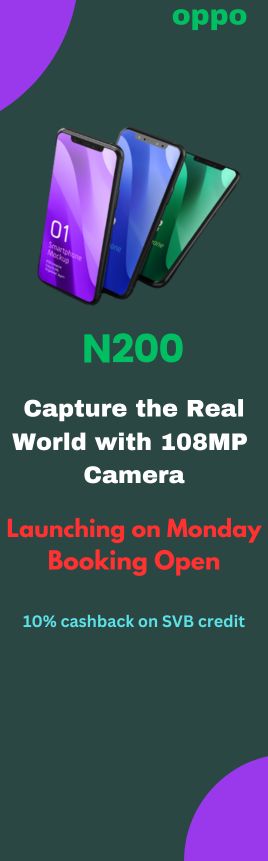 oppo
01
Smartphone
Mockup
N200
Capture the Real
World with 108MP
Camera
Launching on Monday
Booking Open
10% cashback on SVB credit